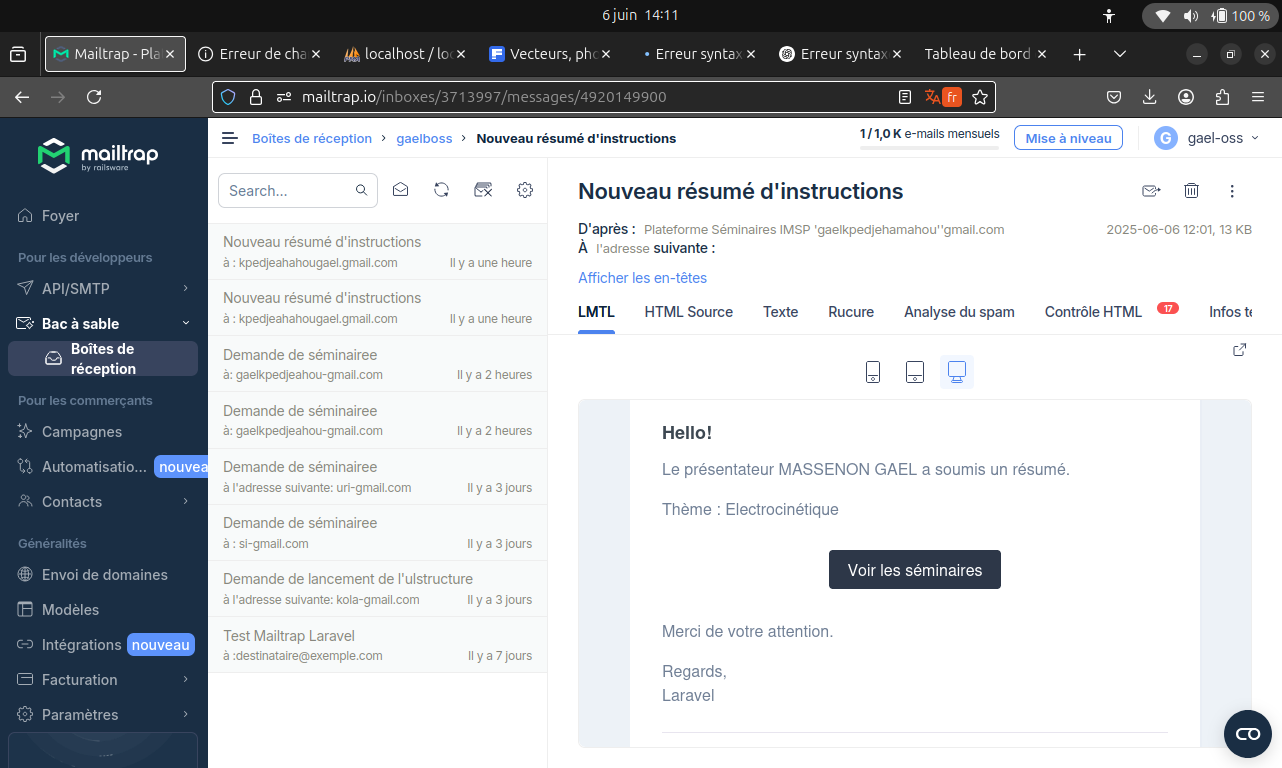 6 juin 14:11
100 %
Mailtrap - Pla
Erreur de cha
localhost / loc
Vecteurs, pho
Erreur syntax
Erreur syntax
Tableau de bord
mailtrap.io/inboxes/3713997/messages/4920149900
fr
mailtrap
by railsware
Foyer
Pour les développeurs
API/SMTP
Bac à sable
Boîtes de
réception
Pour les commerçants
Campagnes
Automatisatio... nouvea
Contacts
Généralités
Envoi de domaines
Modèles
Intégrations nouveau
Facturation
Paramètres
Boîtes de réception > gaelboss > Nouveau résumé d'instructions
1 / 1,0 K e-mails mensuels
Mise à niveau
G gael-oss
Search...
Nouveau résumé d'instructions
à : kpedjeahahougael.gmail.com Il y a une heure
Nouveau résumé d'instructions
à : kpedjeahahougael.gmail.com Il y a une heure
Demande de séminairee
à: gaelkpedjeahou-gmail.com Il y a 2 heures
Demande de séminairee
à: gaelkpedjeahou-gmail.com Il y a 2 heures
Demande de séminairee
à l'adresse suivante: uri-gmail.com Il y a 3 jours
Demande de séminairee
à : si-gmail.com Il y a 3 jours
Demande de lancement de l'ulstructure
à l'adresse suivante: kola-gmail.com Il y a 3 jours
Test Mailtrap Laravel
à :destinataire@exemple.com Il y a 7 jours
Nouveau résumé d'instructions
D'après : Plateforme Séminaires IMSP 'gaelkpedjehamahou''gmail.com
2025-06-06 12:01, 13 KB
À l'adresse suivante :
Afficher les en-têtes
LMTL HTML Source Texte Rucure Analyse du spam Contrôle HTML 17 Infos te
Hello!
Le présentateur MASSENON GAEL a soumis un résumé.
Thème : Electrocinétique
Voir les séminaires
Merci de votre attention.
Regards,
Laravel